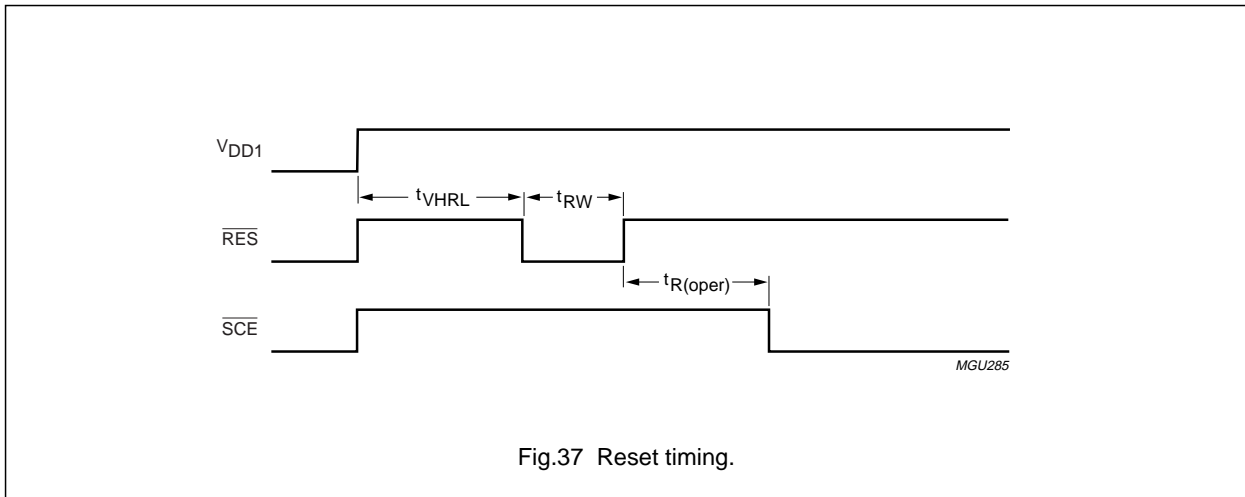 VDD1
tVHRL
tRW
RES
tR(oper)
SCE
MGU285
Fig.37 Reset timing.